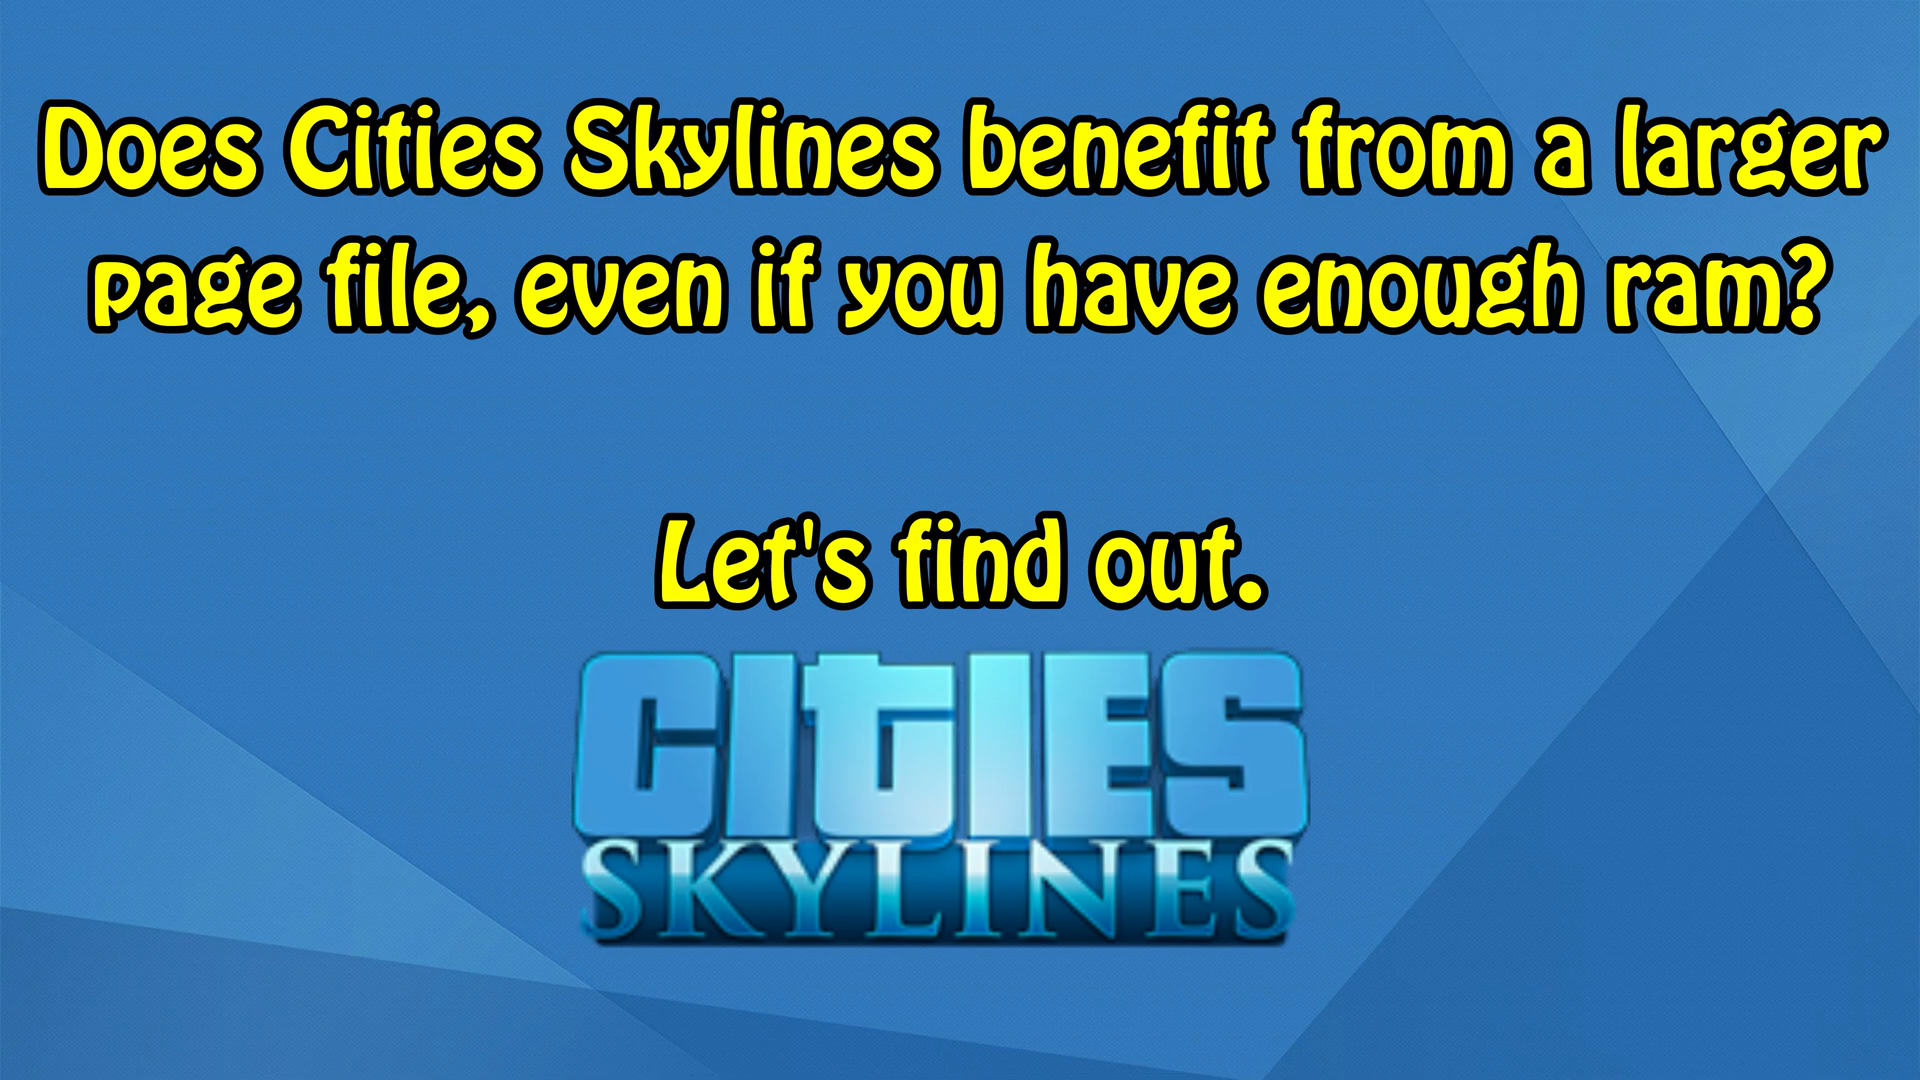 Does Cities Skylines benefit from a larger
page file, even if you have enough ram?
Let's find out.
CITIES
SKYLINES